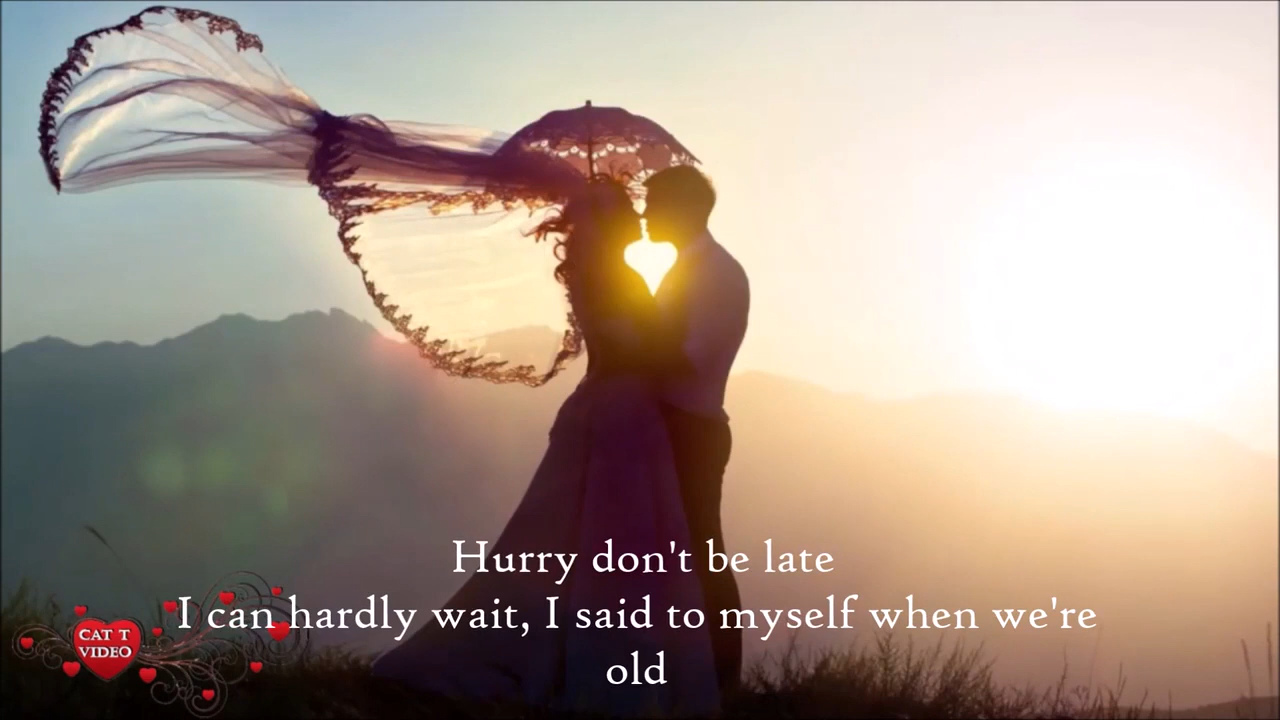 Hurry don't be late
I can hardly wait, I said to myself when we're
old
CAT T
VIDEO